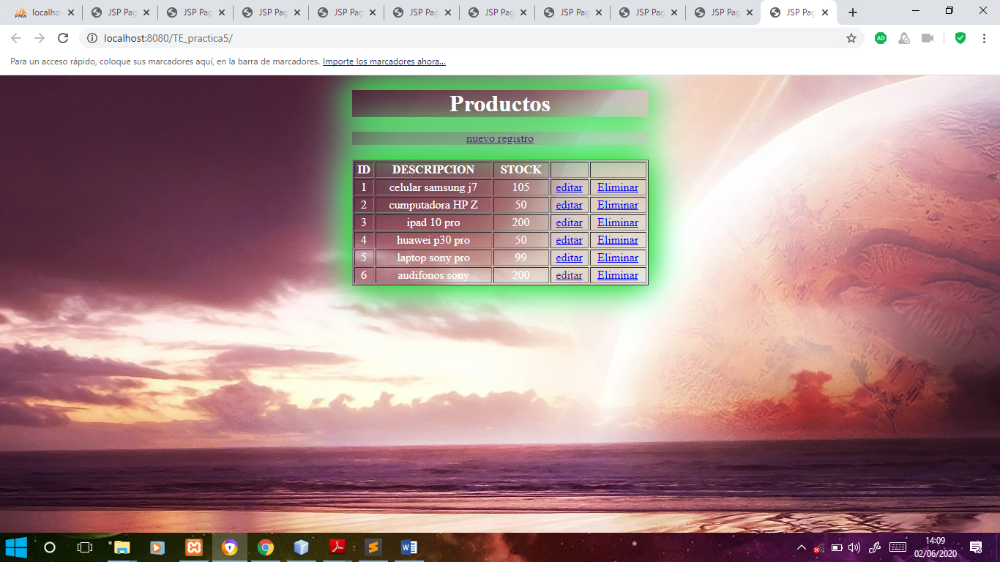 localho
JSP Pag
JSP Pag
JSP Pag
JSP Pag
JSP Pag
JSP Pag
JSP Pag
JSP Pag
JSP Pag
JSP Pag
localhost:8080/TE_practica5/
Para un acceso rápido, coloque sus marcadores aquí, en la barra de marcadores. Importe los marcadores ahora...
Productos
nuevo registro
ID DESCRIPCION STOCK
1 celular samsung j7 105 editar Eliminar
2 cumputadora HP Z 50 editar Eliminar
3 ipad 10 pro 200 editar Eliminar
4 huawei p30 pro 50 editar Eliminar
5 laptop sony pro 99 editar Eliminar
6 audifonos sony 200 editar Eliminar
14:09
02/06/2020